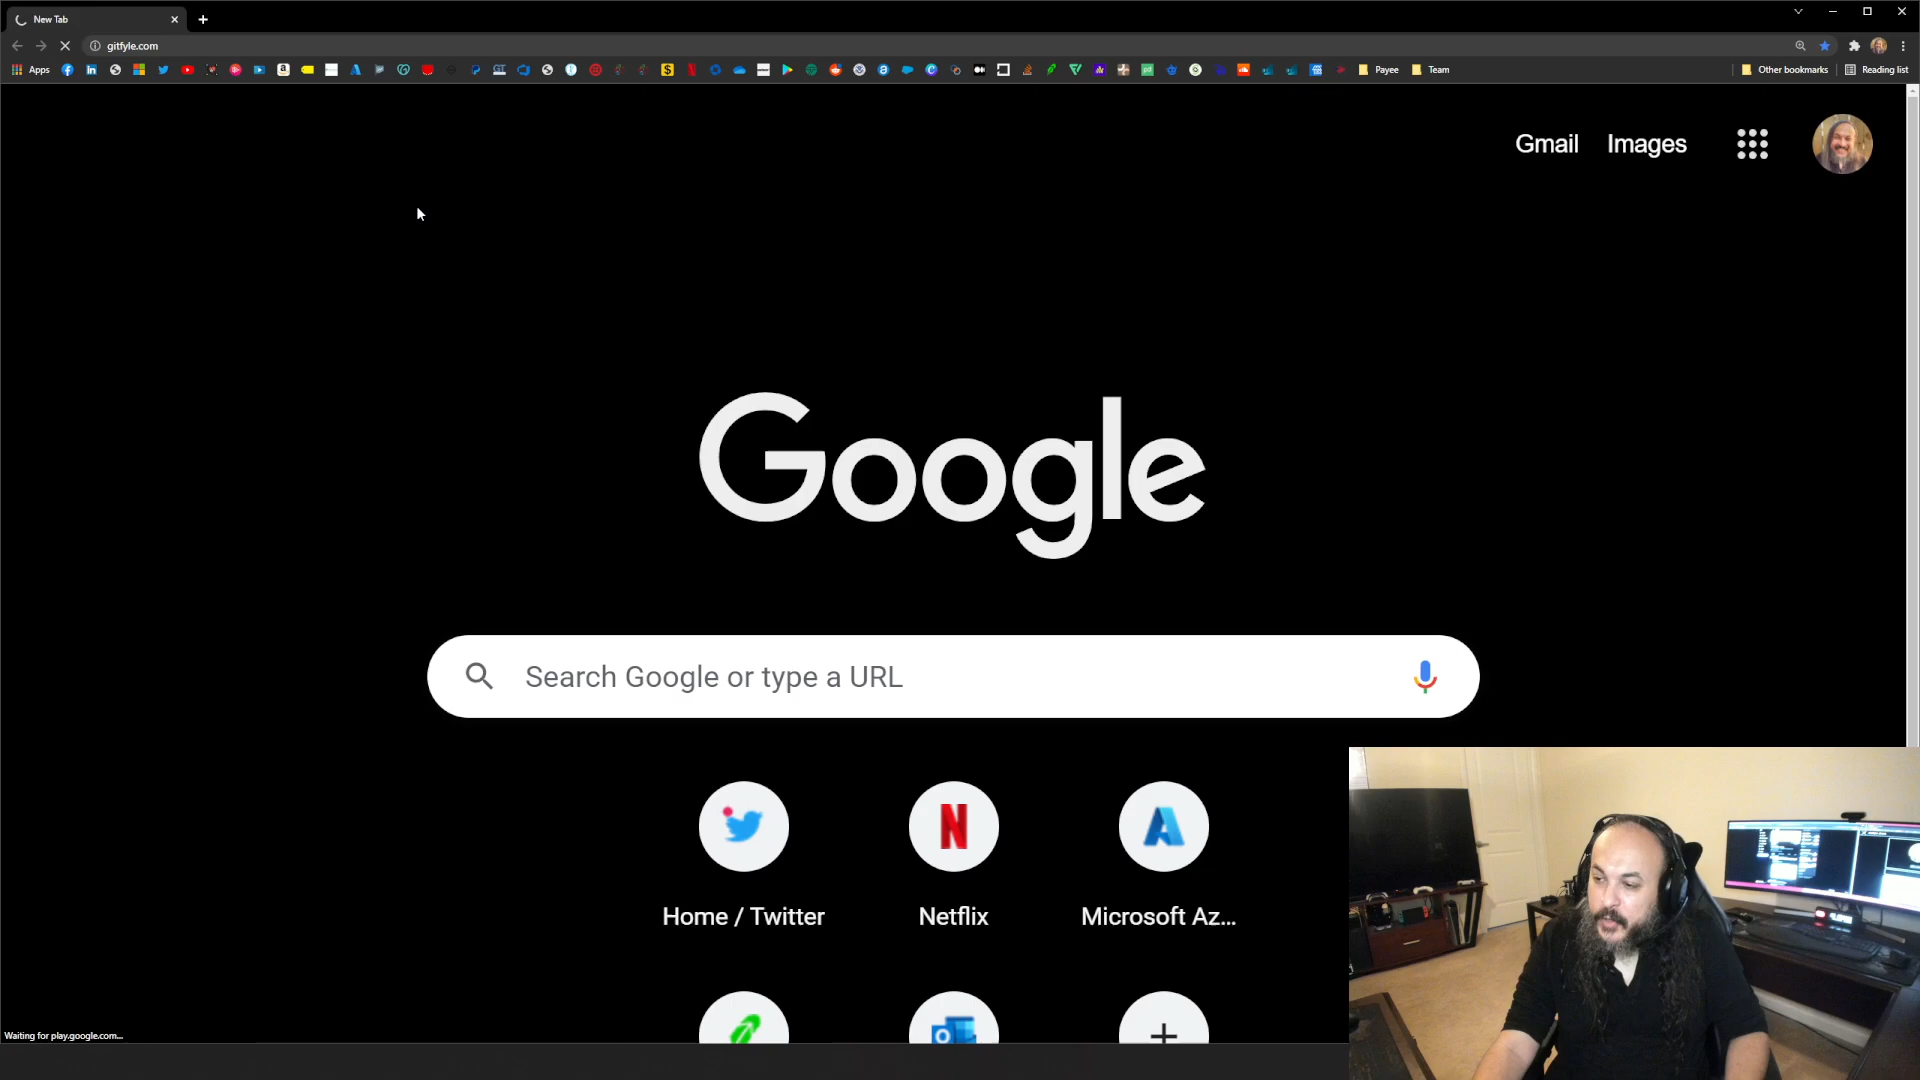 New Tab
gitfyle.com
Apps
Payee
Team
Other bookmarks
Reading list
Gmail Images
Google
Search Google or type a URL
Home / Twitter
Netflix
Microsoft Az...
Waiting for play.google.com...